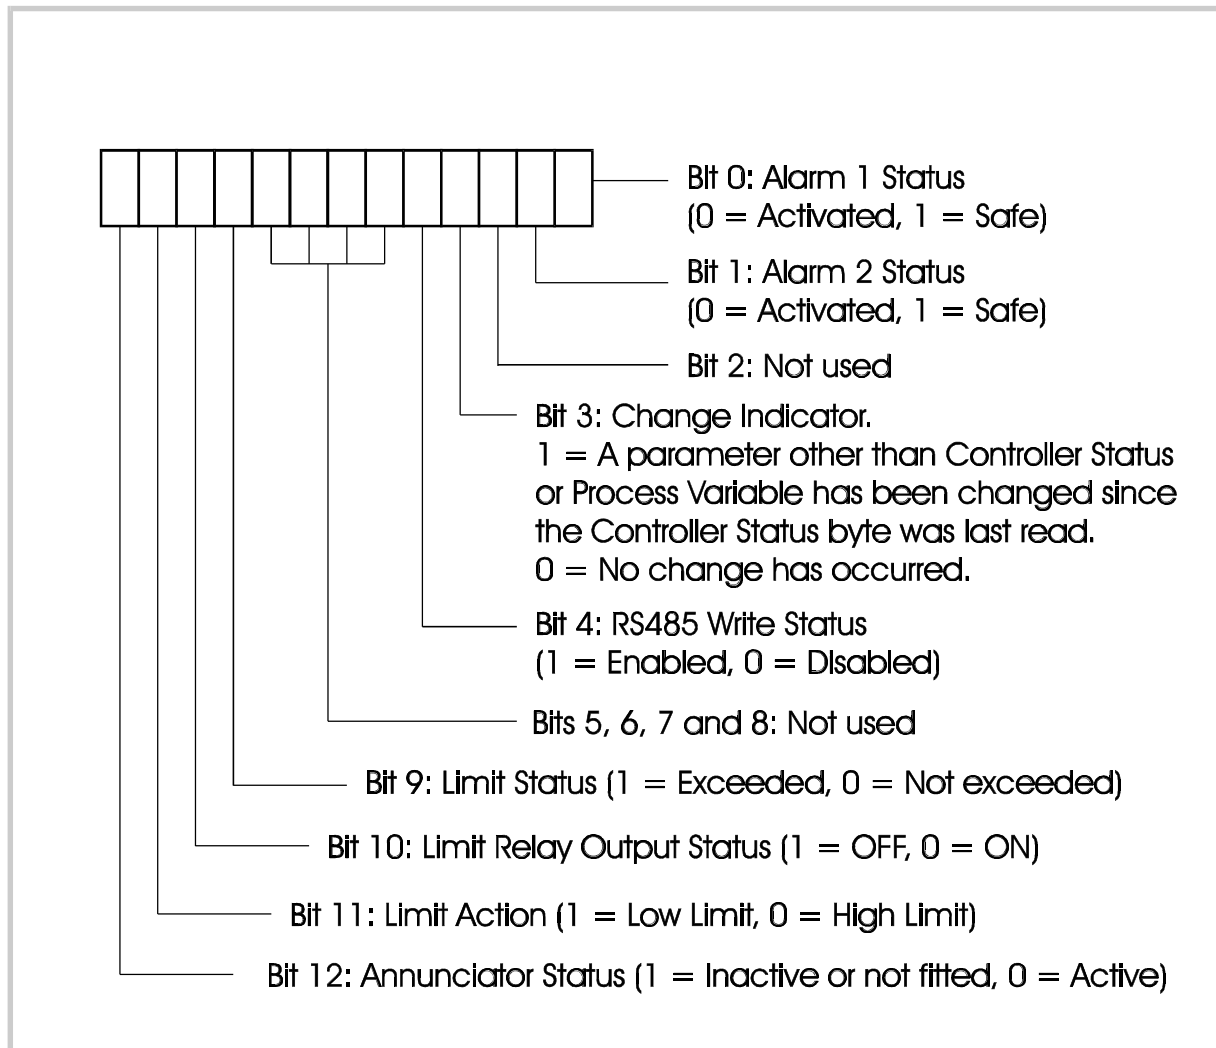 Bit 0: Alarm 1 Status
(0 = Activated, 1 = Safe)
Bit 1: Alarm 2 Status
(0 = Activated, 1 = Safe)
Bit 2: Not used
Bit 3: Change Indicator.
1 = A parameter other than Controller Status
or Process Variable has been changed since
the Controller Status byte was last read.
0 = No change has occurred.
Bit 4: RS485 Write Status
(1 = Enabled, 0 = Disabled)
Bits 5, 6, 7 and 8: Not used
Bit 9: Limit Status (1 = Exceeded, 0 = Not exceeded)
Bit 10: Limit Relay Output Status (1 = OFF, 0 = ON)
Bit 11: Limit Action (1 = Low Limit, 0 = High Limit)
Bit 12: Annunciator Status (1 = Inactive or not fitted, 0 = Active)